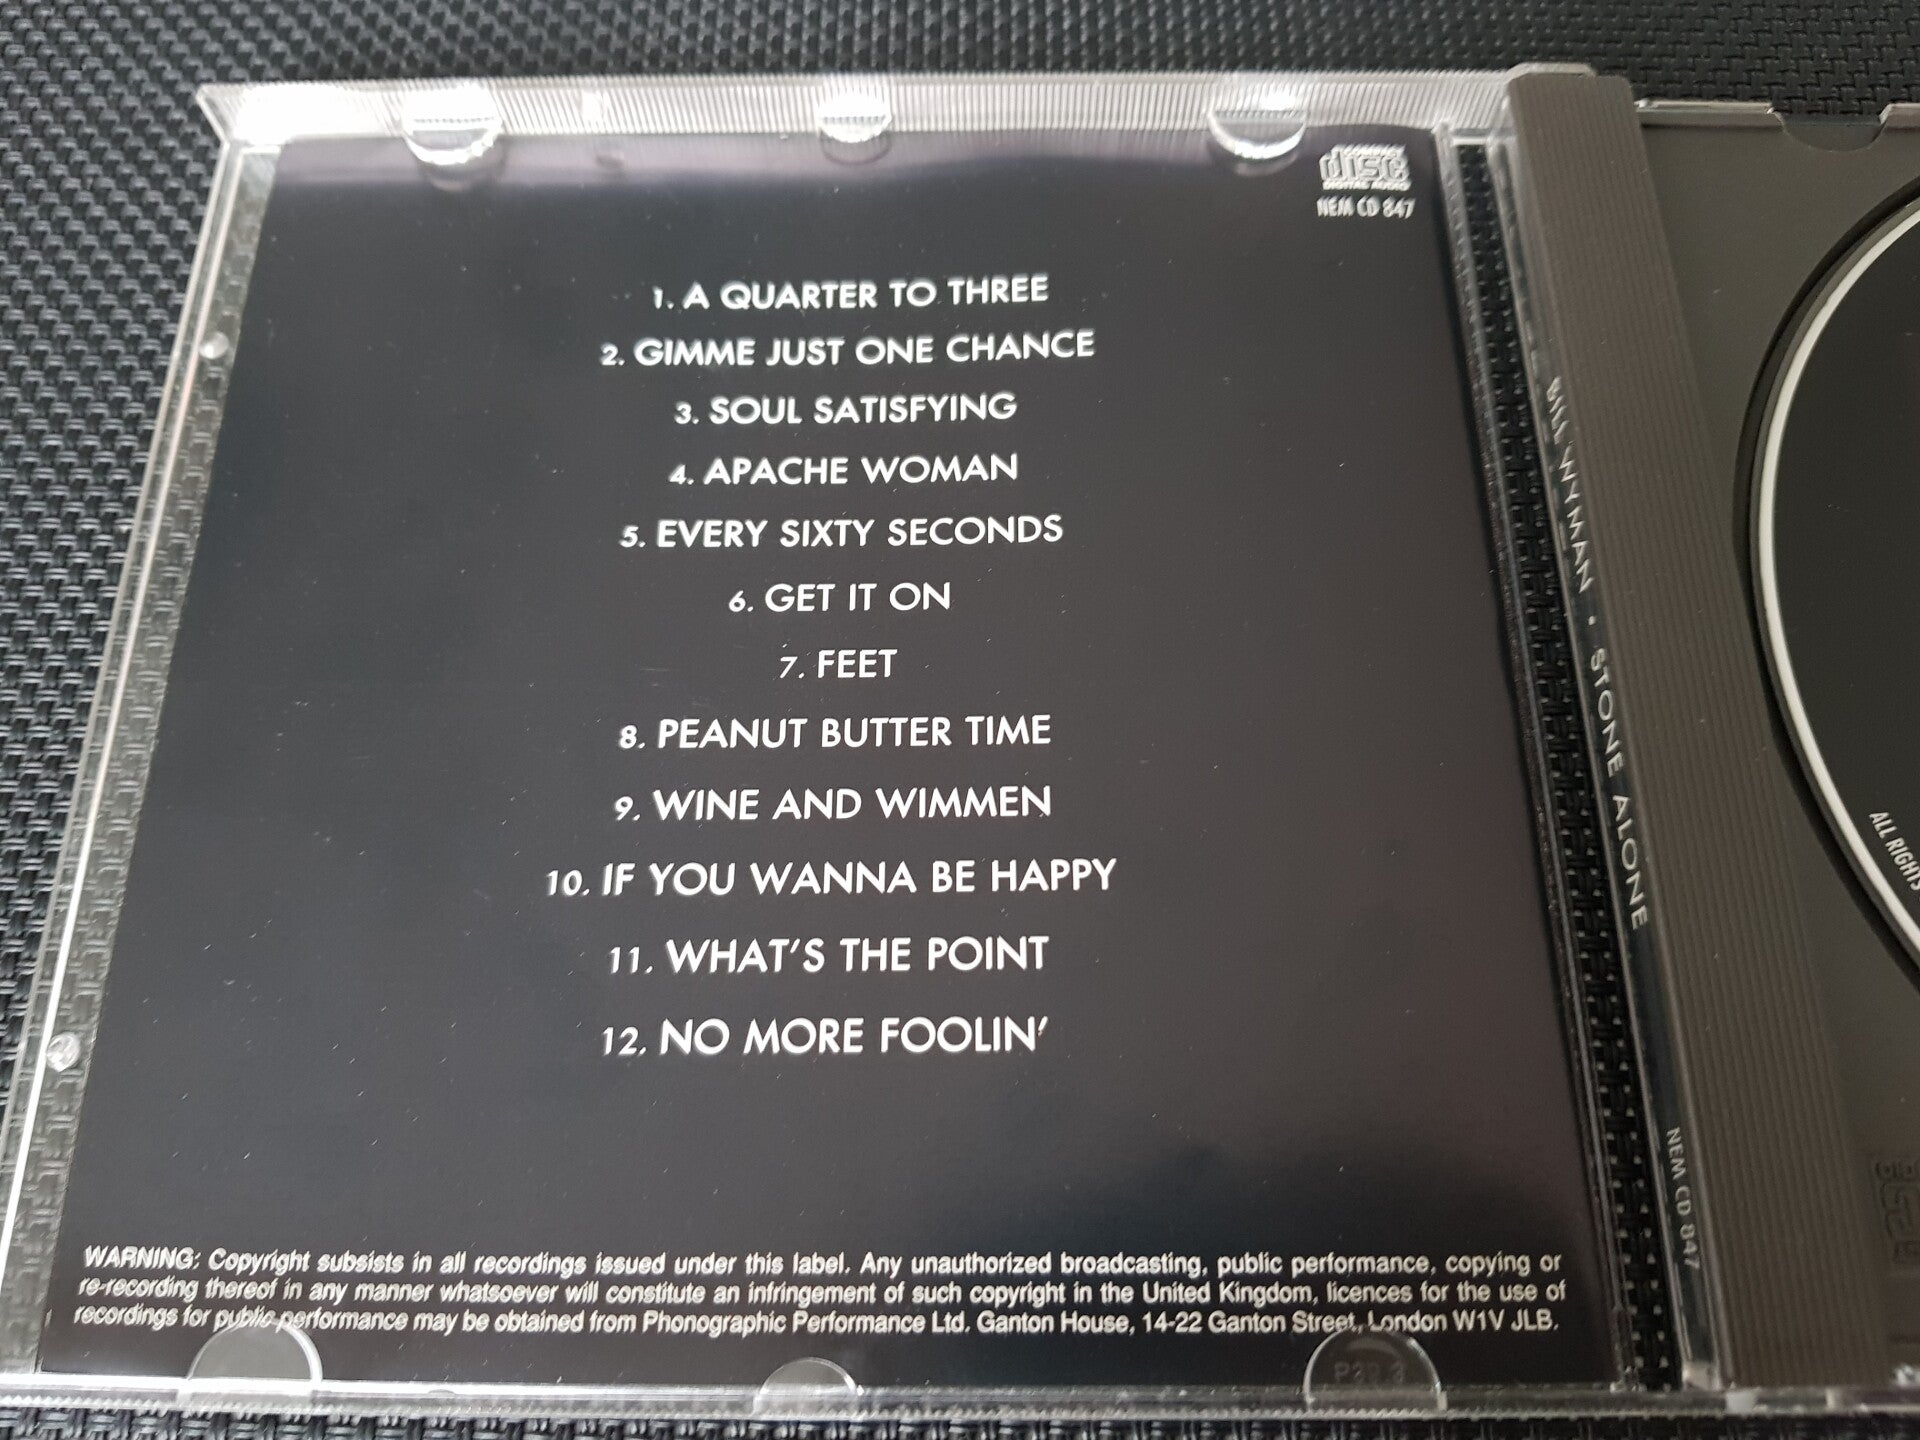 COMPACT
disc
DIGITAL AUDIO
NEM CD 847
1. A QUARTER TO THREE
2. GIMME JUST ONE CHANCE
3. SOUL SATISFYING
4. APACHE WOMAN
5. EVERY SIXTY SECONDS
6. GET IT ON
7. FEET
8. PEANUT BUTTER TIME
9. WINE AND WIMMEN
10. IF YOU WANNA BE HAPPY
11. WHAT'S THE POINT
12. NO MORE FOOLIN'
WARNING: Copyright subsists in all recordings issued under this label. Any unauthorized broadcasting, public performance, copying or
re-recording thereof in any manner whatsoever will constitute an infringement of such copyright in the United Kingdom, licences for the use of
recordings for public performance may be obtained from Phonographic Performance Ltd. Ganton House, 14-22 Ganton Street, London W1V JLB.
BILL WYMAN • STONE ALONE
NEM CD 847
ALL RIGHTS